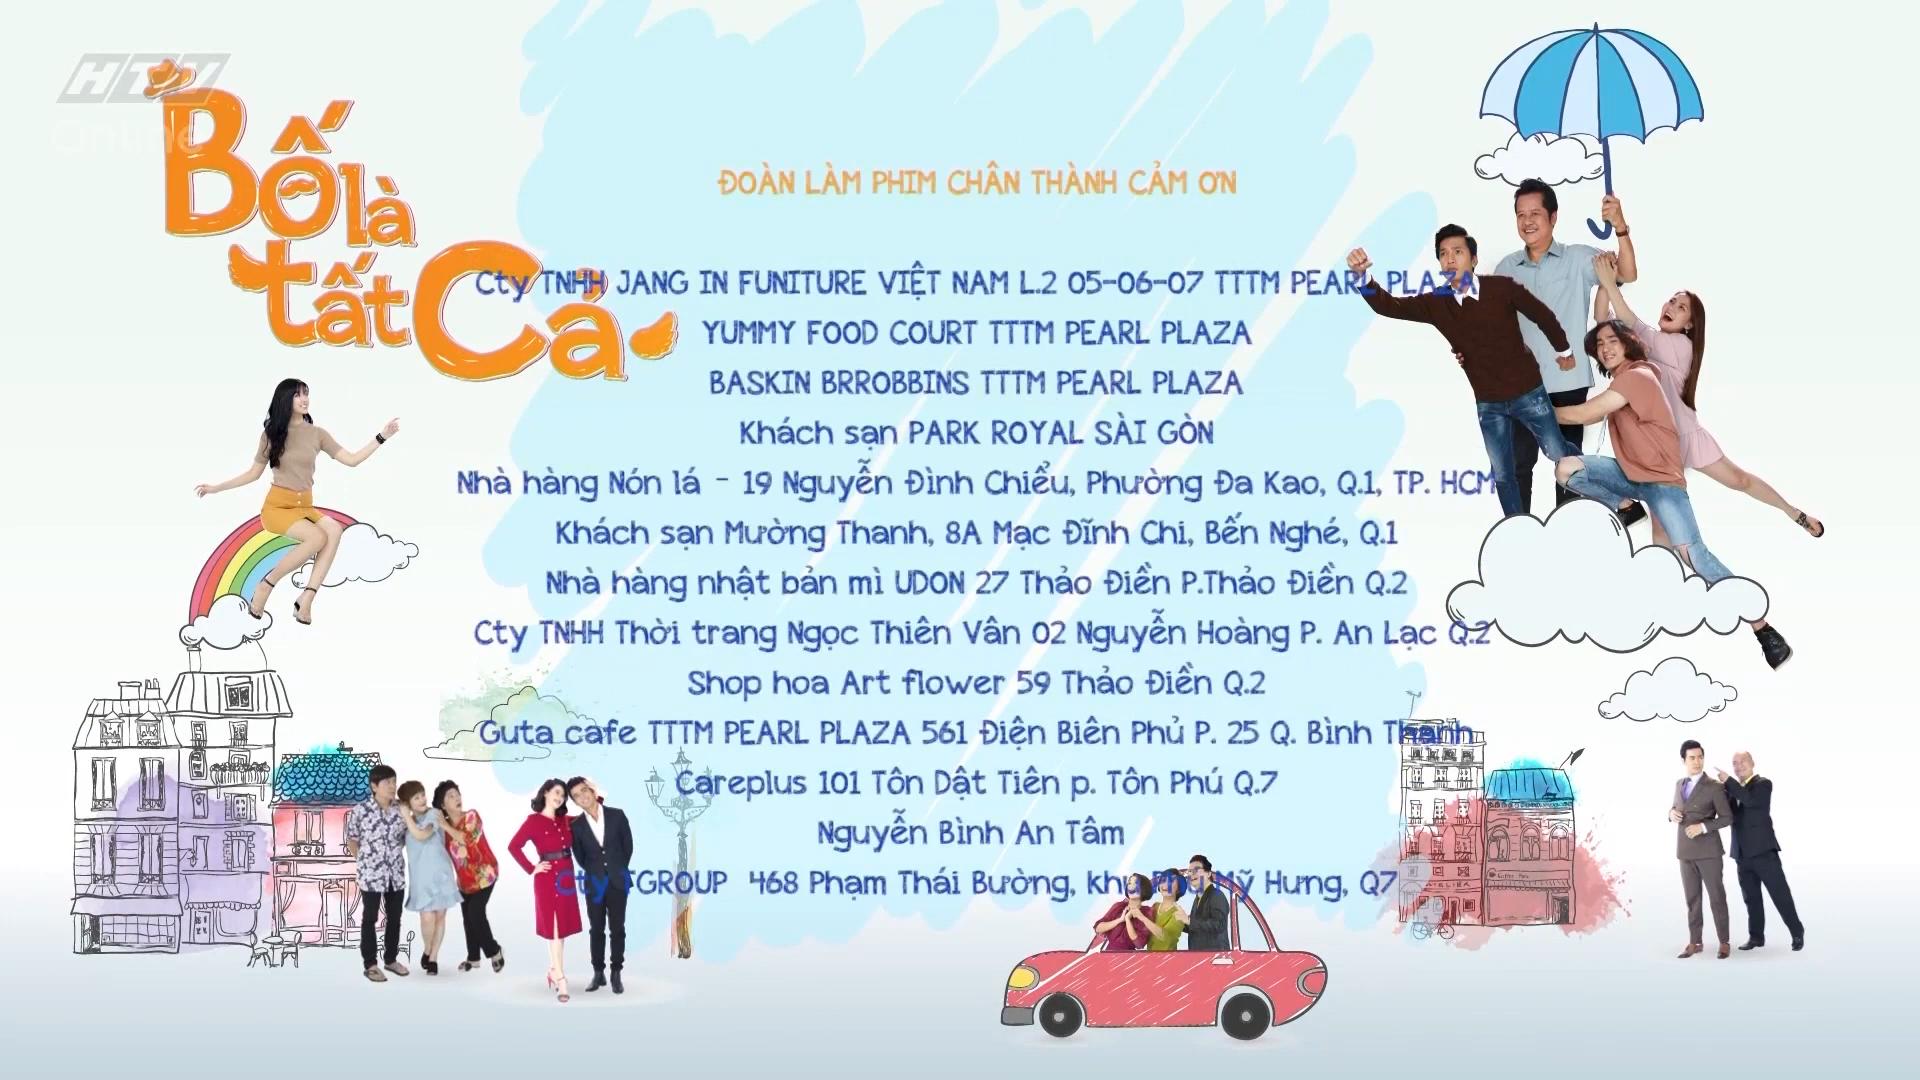 HTV
Online
Bố là
tất Cả
ĐOÀN LÀM PHIM CHÂN THÀNH CẢM ƠN
Cty TNHH JANG IN FUNITURE VIỆT NAM L.2 05-06-07 TTTM PEARL PLAZA
YUMMY FOOD COURT TTTM PEARL PLAZA
BASKIN BRROBBINS TTTM PEARL PLAZA
Khách sạn PARK ROYAL SÀI GÒN
Nhà hàng Nón lá - 19 Nguyễn Đình Chiểu, Phường Đa Kao, Q.1, TP. HCM
Khách sạn Mường Thanh, 8A Mạc Đĩnh Chi, Bến Nghé, Q.1
Nhà hàng nhật bản mì UDON 27 Thảo Điền P.Thảo Điền Q.2
Cty TNHH Thời trang Ngọc Thiên Vân 02 Nguyễn Hoàng P. An Lạc Q.2
Shop hoa Art flower 59 Thảo Điền Q.2
Guta cafe TTTM PEARL PLAZA 561 Điện Biên Phủ P. 25 Q. Bình Thạnh
Careplus 101 Tôn Dật Tiên p. Tôn Phú Q.7
Nguyễn Bình An Tâm
Cty TGROUP 468 Phạm Thái Bường, khu Phú Mỹ Hưng, Q7